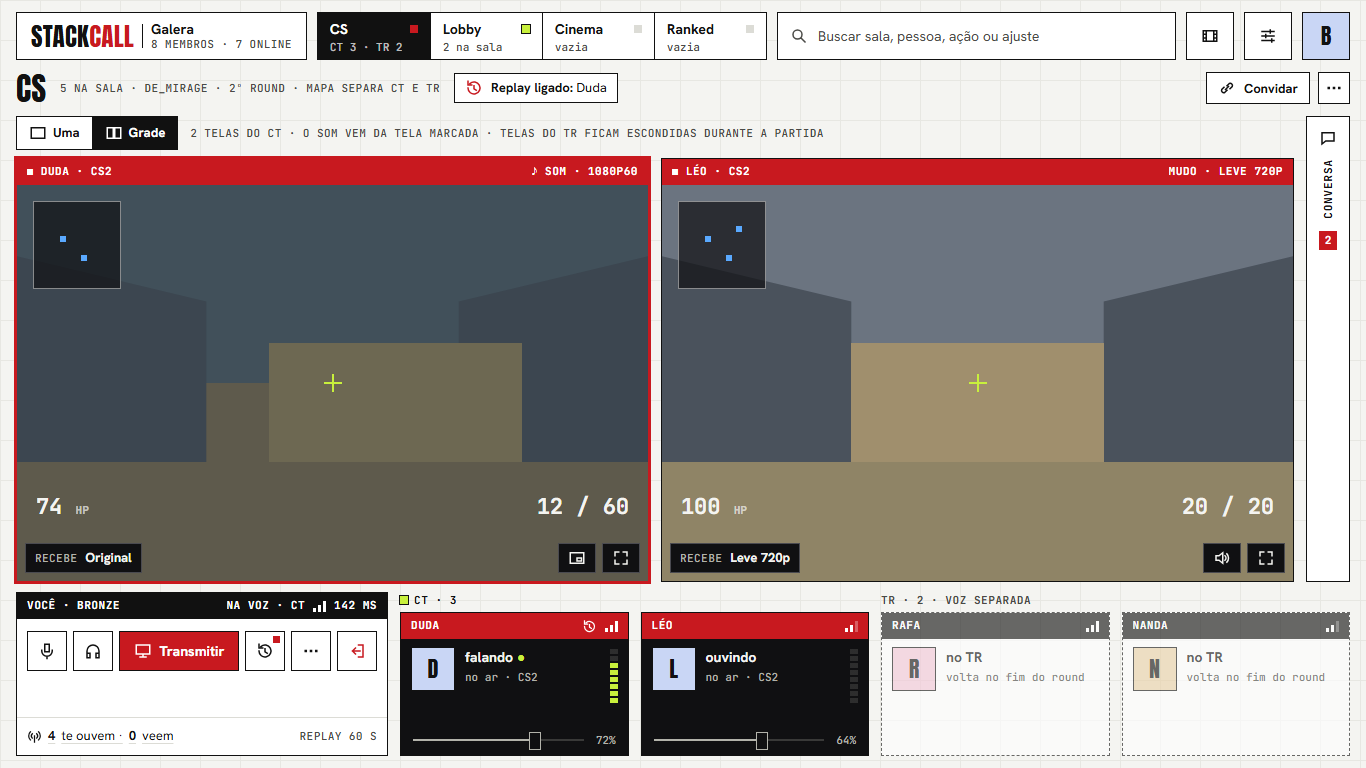 STACKCALL
Galera
8 MEMBROS · 7 ONLINE
CS
CT 3 · TR 2
Lobby
2 na sala
Cinema
vazia
Ranked
vazia
Buscar sala, pessoa, ação ou ajuste
B
CS
5 NA SALA · DE_MIRAGE · 2º ROUND · MAPA SEPARA CT E TR
Replay ligado: Duda
Convidar
Uma
Grade
2 TELAS DO CT · O SOM VEM DA TELA MARCADA · TELAS DO TR FICAM ESCONDIDAS DURANTE A PARTIDA
CONVERSA
2
DUDA · CS2
♪ SOM · 1080P60
74 HP
12 / 60
RECEBE Original
LÉO · CS2
MUDO · LEVE 720P
100 HP
20 / 20
RECEBE Leve 720p
VOCÊ · BRONZE
NA VOZ · CT 142 MS
Transmitir
4 te ouvem · 0 veem
REPLAY 60 S
CT · 3
DUDA
D
falando
no ar · CS2
72%
LÉO
L
ouvindo
no ar · CS2
64%
TR · 2 · VOZ SEPARADA
RAFA
R
no TR
volta no fim do round
NANDA
N
no TR
volta no fim do round